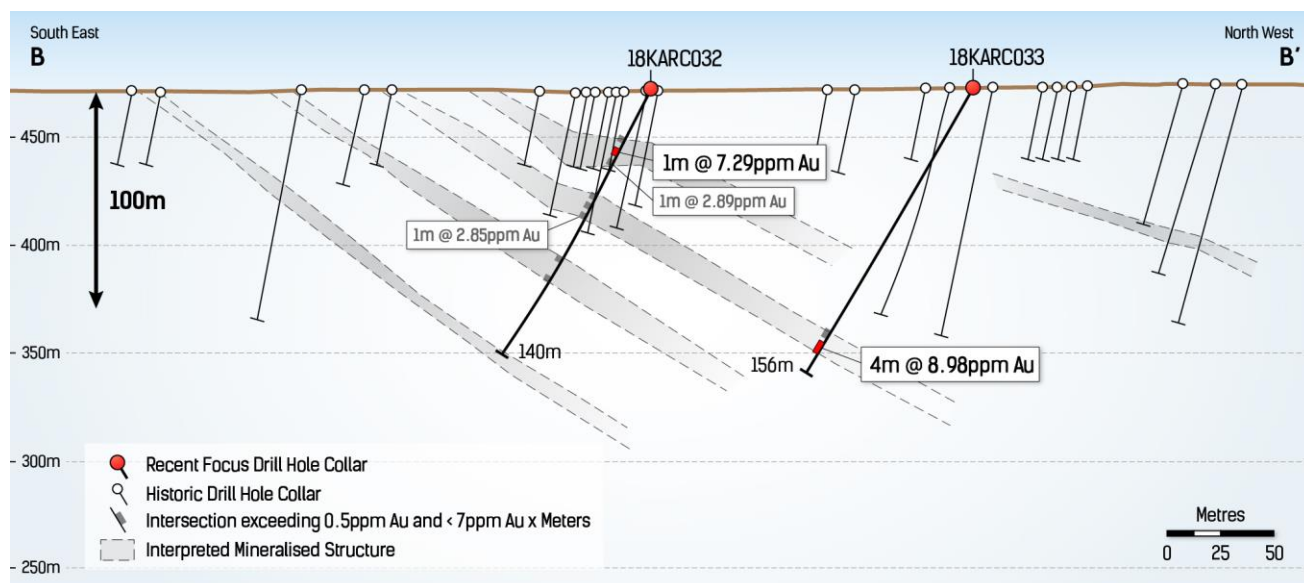 South East
B
North West
B'
18KARC032
18KARC033
450m
1m @ 7.29ppm Au
100m
1m @ 2.89ppm Au
1m @ 2.85ppm Au
400m
350m
140m
156m
4m @ 8.98ppm Au
300m
Recent Focus Drill Hole Collar
Historic Drill Hole Collar
Intersection exceeding 0.5ppm Au and < 7ppm Au x Meters
Interpreted Mineralised Structure
Metres
0 25 50
250m